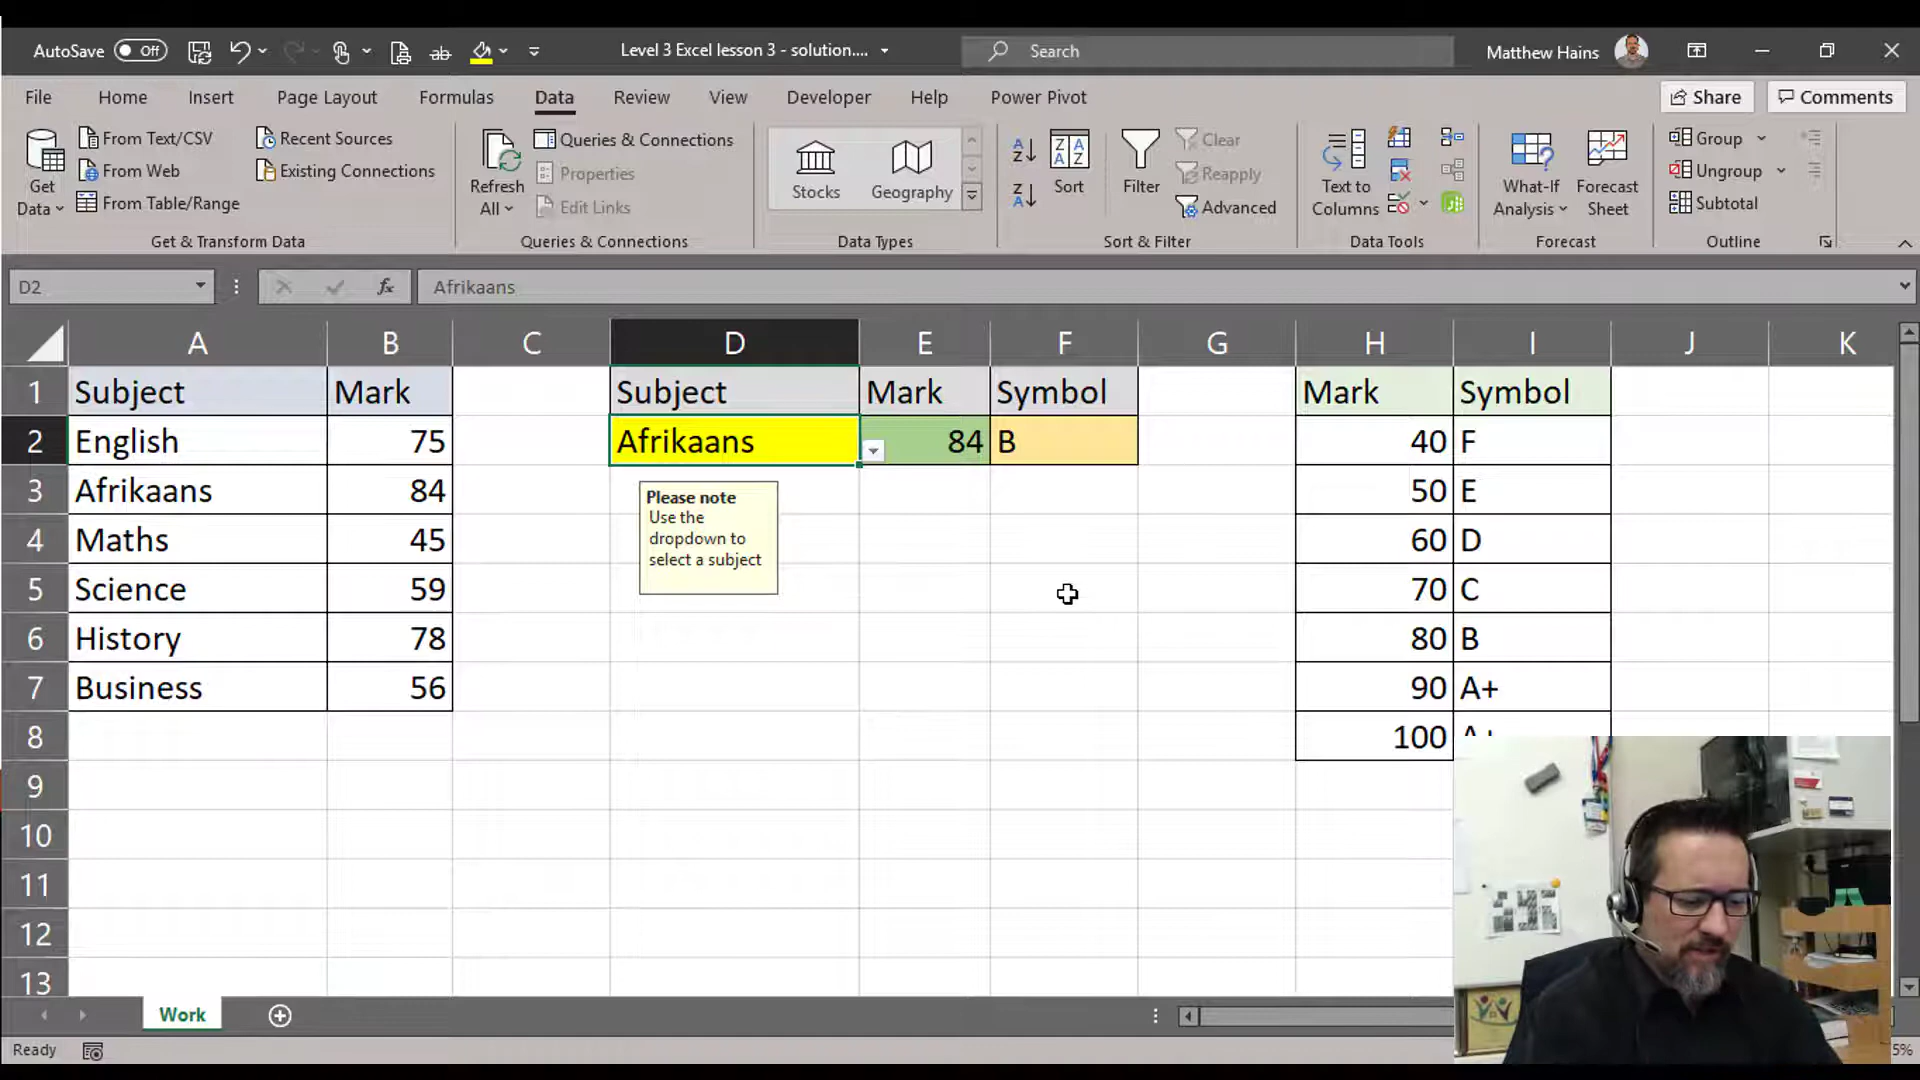 AutoSave Off Level 3 Excel lesson 3 - solution.... Search Matthew Hains
File Home Insert Page Layout Formulas Data Review View Developer Help Power Pivot Share Comments
Get Data
From Text/CSV
From Web
From Table/Range
Recent Sources
Existing Connections
Get & Transform Data
Refresh All
Queries & Connections
Properties
Edit Links
Queries & Connections
Stocks
Geography
Data Types
Sort
Filter
Clear
Reapply
Advanced
Sort & Filter
Text to Columns
Data Tools
What-If Analysis
Forecast Sheet
Forecast
Group
Ungroup
Subtotal
Outline
D2 fx Afrikaans
A B C D E F G H I J K
1 Subject Mark Subject Mark Symbol Mark Symbol
2 English 75 Afrikaans 84 B 40 F
3 Afrikaans 84 50 E
4 Maths 45 60 D
5 Science 59 70 C
6 History 78 80 B
7 Business 56 90 A+
8 100
9
10
11
12
13
Please note
Use the
dropdown to
select a subject
Work
Ready
5%